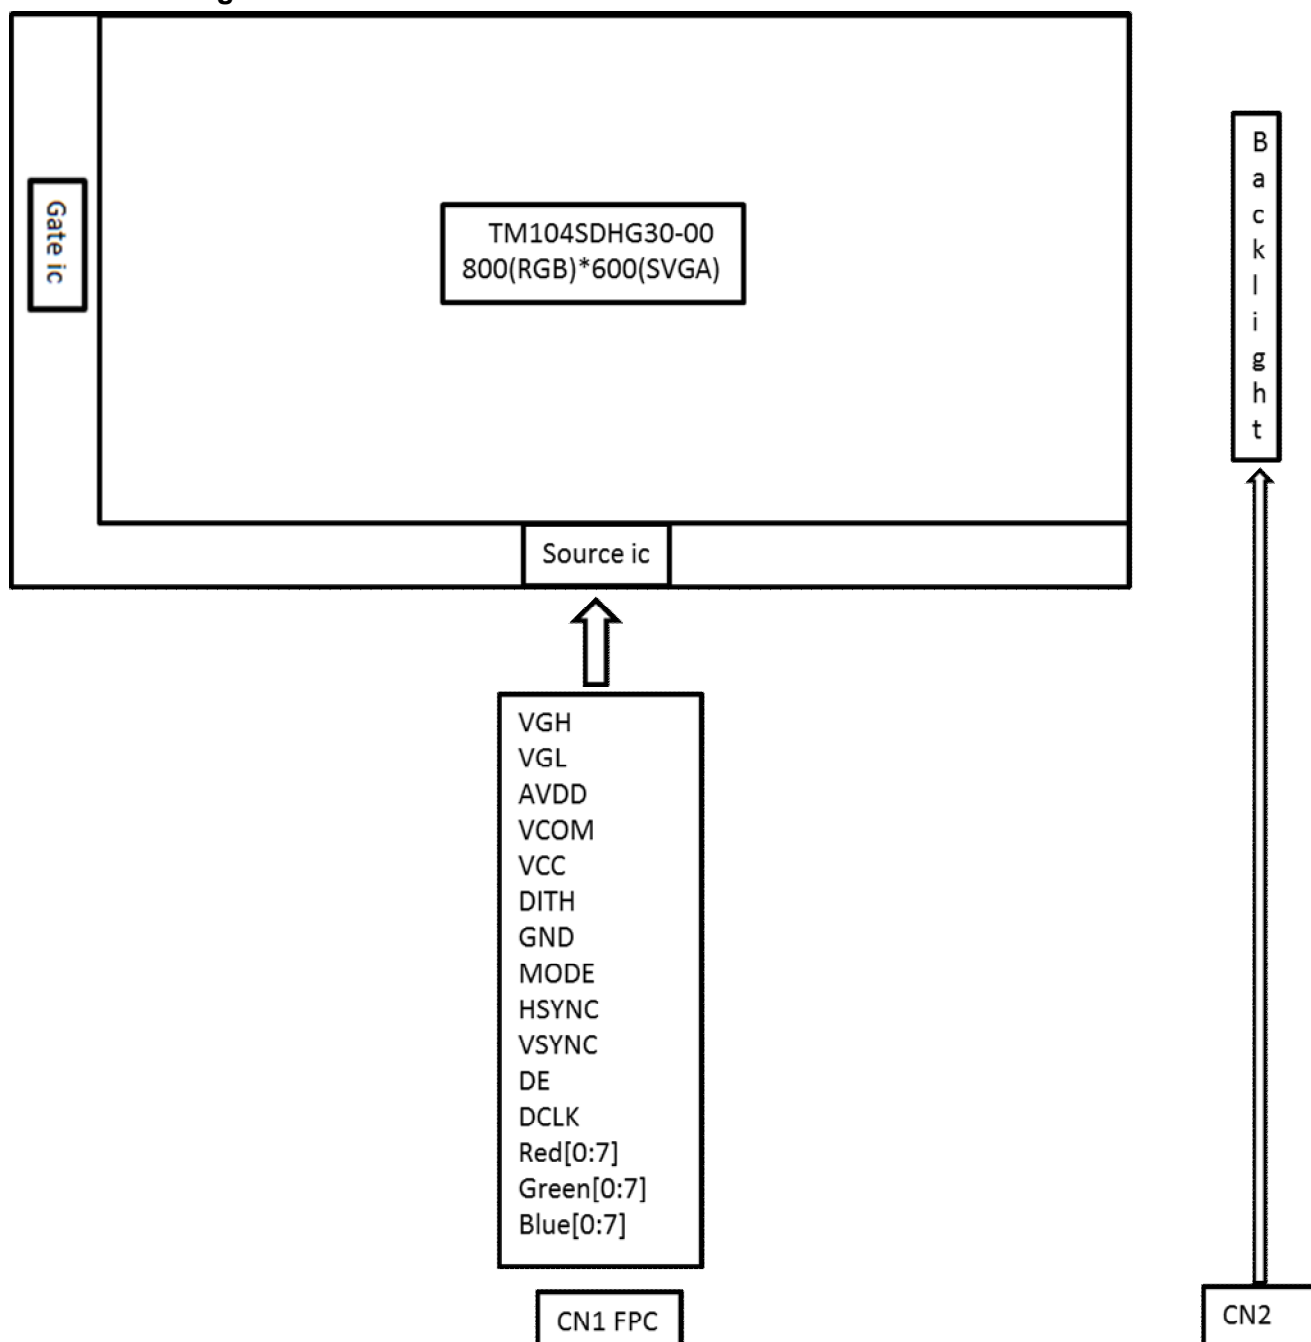 Gate ic
TM104SDHG30-00
800(RGB)*600(SVGA)
Backlight
Source ic
VGH
VGL
AVDD
VCOM
VCC
DITH
GND
MODE
HSYNC
VSYNC
DE
DCLK
Red[0:7]
Green[0:7]
Blue[0:7]
CN1 FPC
CN2